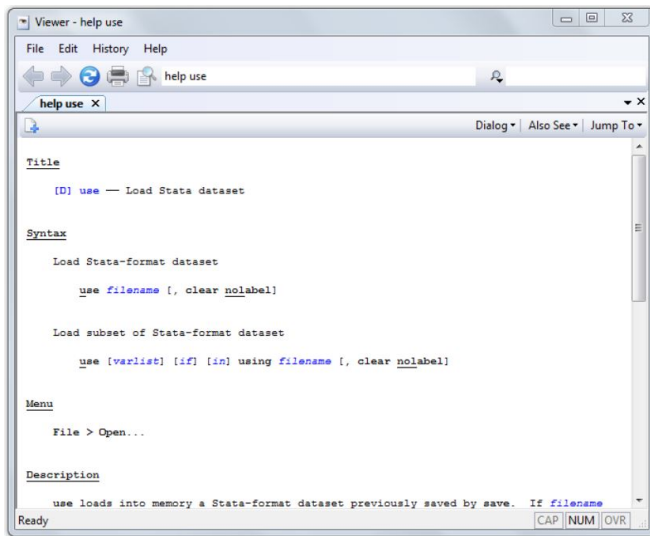 Viewer - help use
File Edit History Help
help use
help use X
Dialog Also See Jump To
Title
[D] use — Load Stata dataset
Syntax
Load Stata-format dataset
use filename [, clear nolabel]
Load subset of Stata-format dataset
use [varlist] [if] [in] using filename [, clear nolabel]
Menu
File > Open...
Description
use loads into memory a Stata-format dataset previously saved by save. If filename
Ready CAP NUM OVR